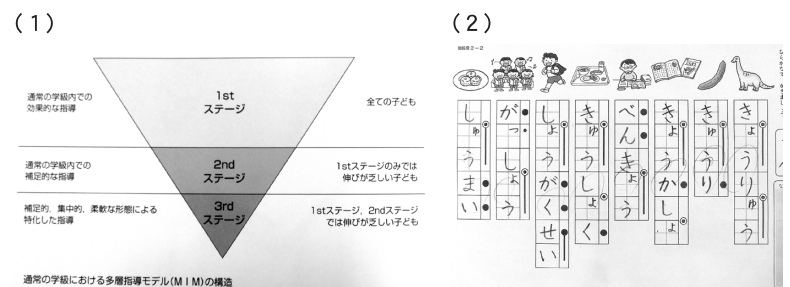 (1)
通常の学級内での
効果的な指導
1st
ステージ
全ての子ども
通常の学級内での
補足的な指導
2nd
ステージ
1stステージのみでは
伸びが乏しい子ども
補足的、集中的、柔軟な形態による
特化した指導
3rd
ステージ
1stステージ、2ndステージ
では伸びが乏しい子ども
通常の学級における多層指導モデル(MIM)の構造
(2)
きょうりゅう
きゅうり
きょうかしょ
べんきょう
きゅうしょく
しょうがくせい
がっしょう
しゅうまい